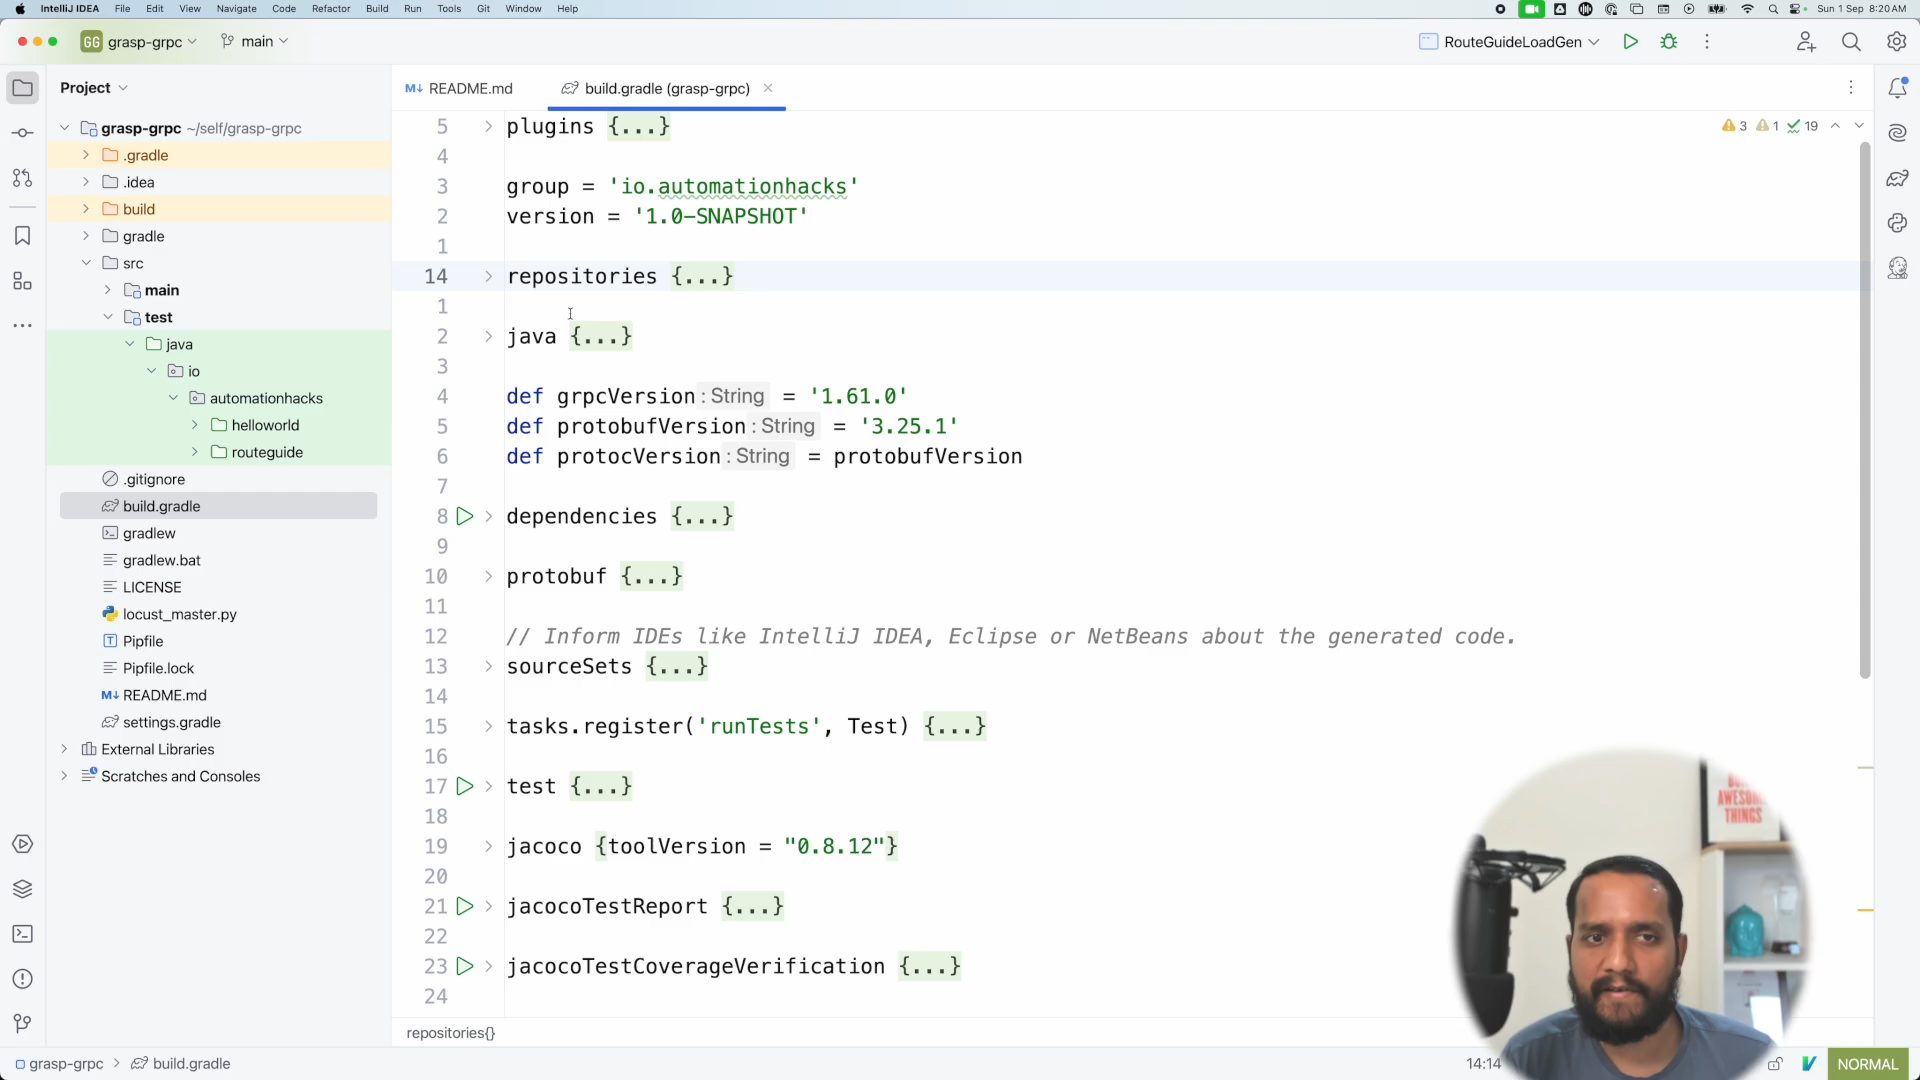 IntelliJ IDEA File Edit View Navigate Code Refactor Build Run Tools Git Window Help Sun 1 Sep 8:20 AM
GG grasp-grpc main RouteGuideLoadGen
Project README.md build.gradle (grasp-grpc)
grasp-grpc ~/self/grasp-grpc
.gradle
.idea
build
gradle
src
main
test
java
io
automationhacks
helloworld
routeguide
.gitignore
build.gradle
gradlew
gradlew.bat
LICENSE
locust_master.py
Pipfile
Pipfile.lock
README.md
settings.gradle
External Libraries
Scratches and Consoles
5 plugins {...} 3 1 19
4
3 group = 'io.automationhacks'
2 version = '1.0-SNAPSHOT'
1
14 repositories {...}
1
2 java {...}
3
4 def grpcVersion : String = '1.61.0'
5 def protobufVersion : String = '3.25.1'
6 def protocVersion : String = protobufVersion
7
8 dependencies {...}
9
10 protobuf {...}
11
12 // Inform IDEs like IntelliJ IDEA, Eclipse or NetBeans about the generated code.
13 sourceSets {...}
14
15 tasks.register('runTests', Test) {...}
16
17 test {...}
18
19 jacoco {toolVersion = "0.8.12"}
20
21 jacocoTestReport {...}
22
23 jacocoTestCoverageVerification {...}
24
AWESOME
THINGS
repositories{}
grasp-grpc > build.gradle 14:14 NORMAL